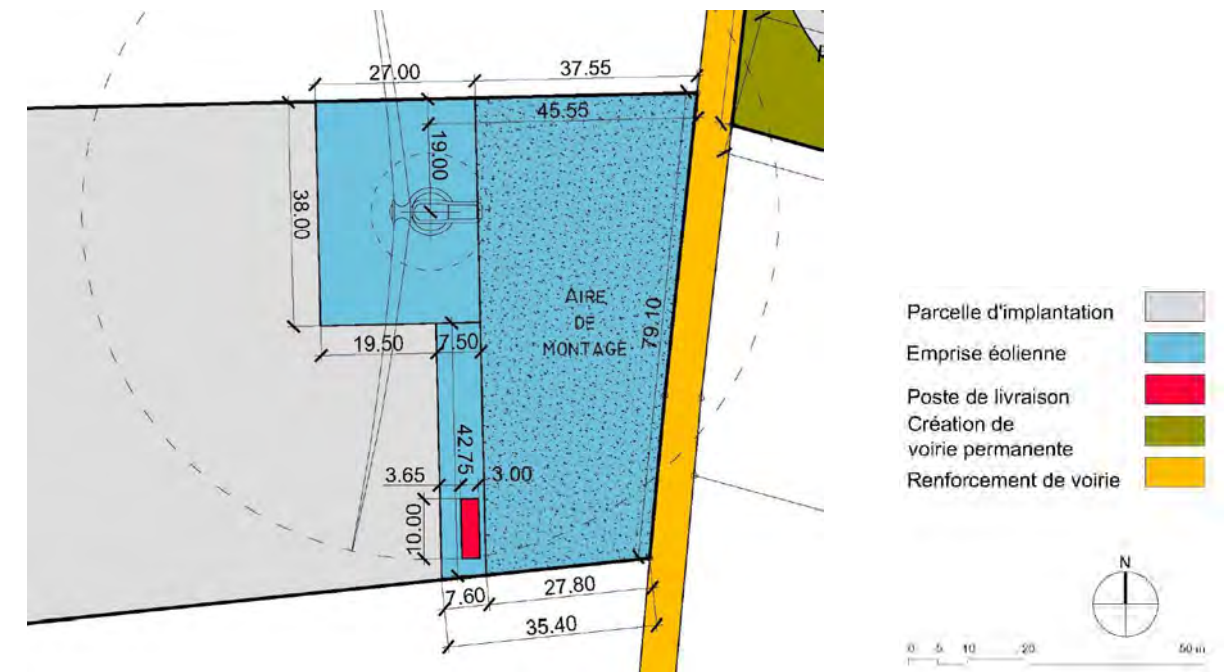 27.00
37.55
45.55
19.00
38.00
AIRE
DE
MONTAGE
79.10
19.50
7.50
42.75
3.65
3.00
10.00
7.60
27.80
35.40
Parcelle d'implantation
Emprise éolienne
Poste de livraison
Création de
voirie permanente
Renforcement de voirie
N
0 5 10 20 50 m